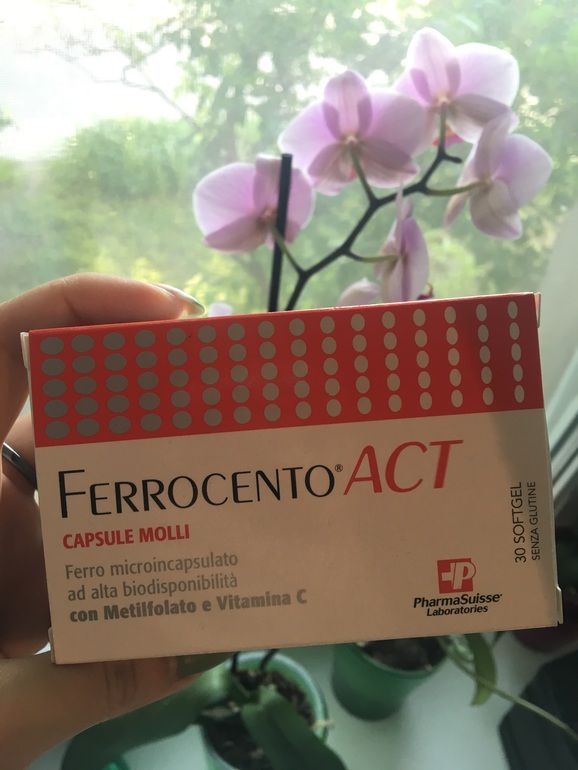 FERROCENTO® ACT
CAPSULE MOLLI
Ferro microincapsulato
ad alta biodisponibilità
con Metilfolato e Vitamina C
30 SOFTGEL
SENZA GLUTINE
PharmaSuisse
Laboratories